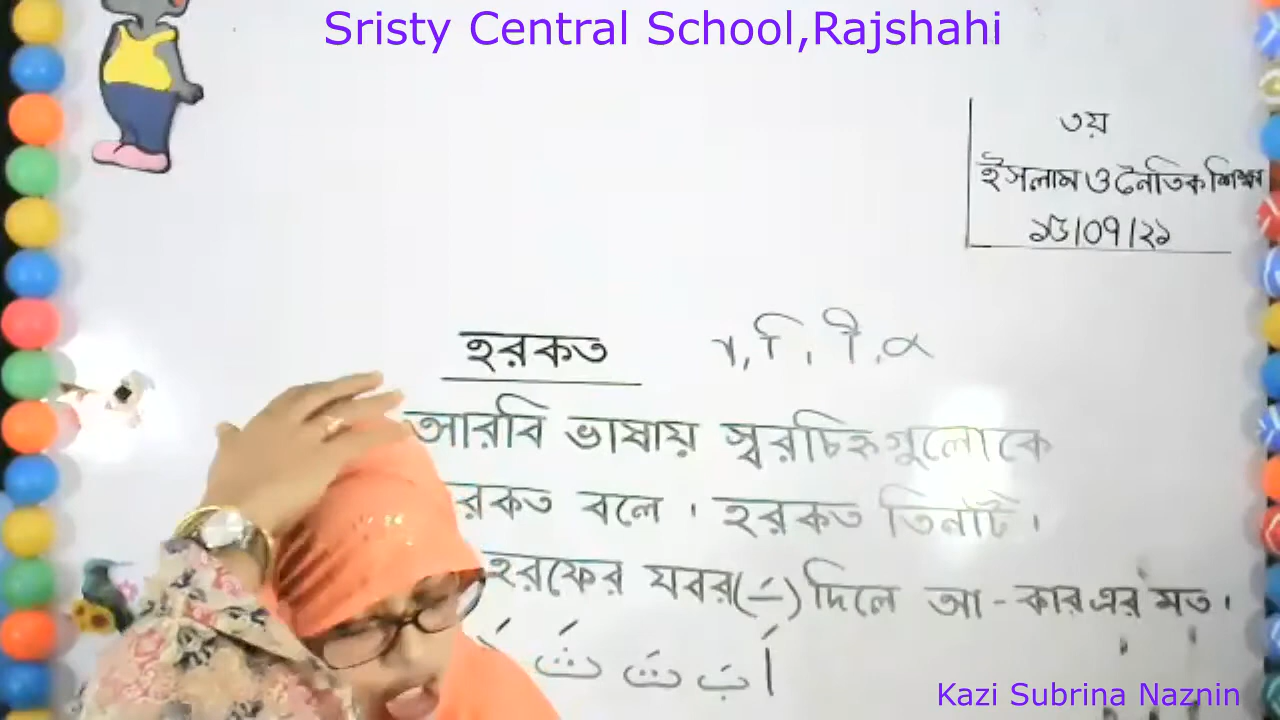 Sristy Central School,Rajshahi
৩য়
ইসলাম ও নৈতিক শিক্ষা
১৫/০৭/২১
হরকত া, ি, ী,
আরবি ভাষায় স্বরচিহ্নগুলোকে
রকত বলে । হরকত তিনটি ।
হরফের যবর(-َ) দিলে আ-কার এর মত ।
اَ بَ تَ ثَ
Kazi Subrina Naznin